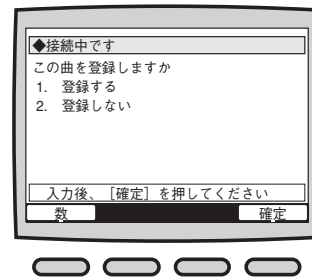 ◆接続中です
この曲を登録しますか
1. 登録する
2. 登録しない
入力後、［確定］を押してください
数 確定